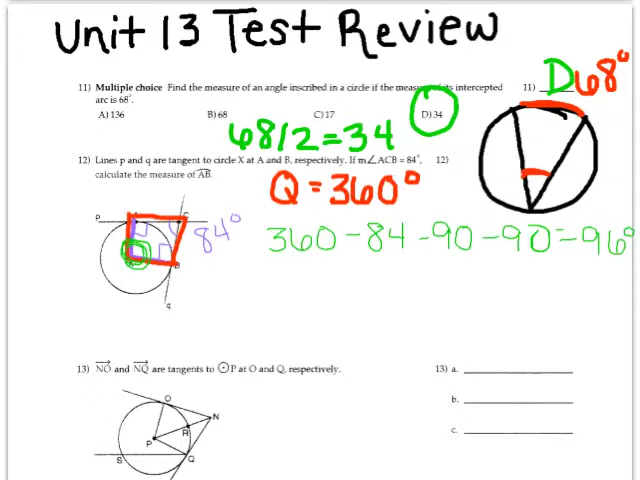 Unit 13 Test Review
11) Multiple choice Find the measure of an angle inscribed in a circle if the measure of its intercepted 11) D 68°
arc is 68°.
A) 136 B) 68 C) 17 D) 34
68/2=34
12) Lines p and q are tangent to circle X at A and B, respectively. If m∠ACB = 84°, 12)
calculate the measure of AB.
Q = 360°
P A C
84°
360 - 84 - 90 - 90 = 96°
B
q
13) NO and NQ are tangents to ⊙P at O and Q, respectively. 13) a.
O
N
R
b.
P
S Q
c.